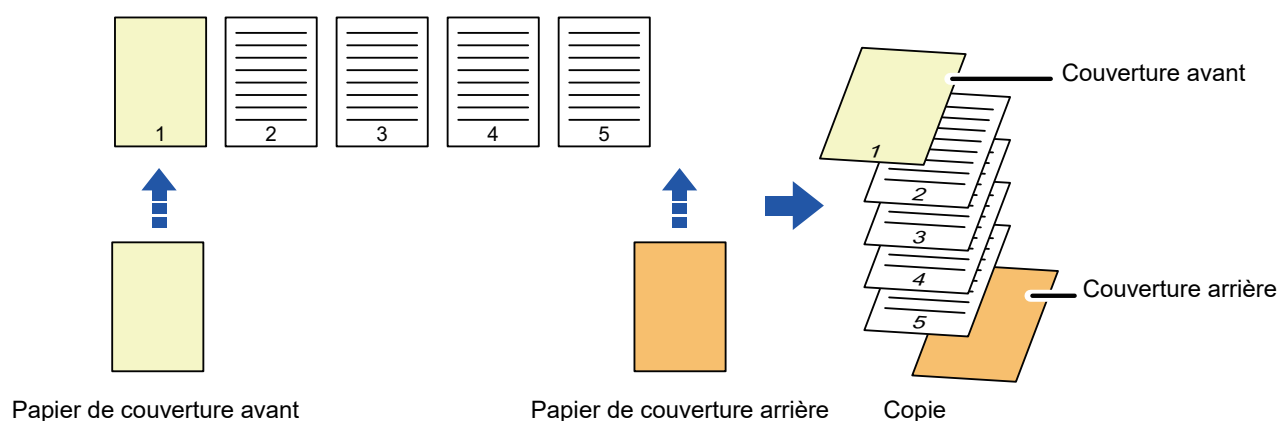 1
2
3
4
5
Couverture avant
1
2
3
4
5
Couverture arrière
Papier de couverture avant
Papier de couverture arrière
Copie